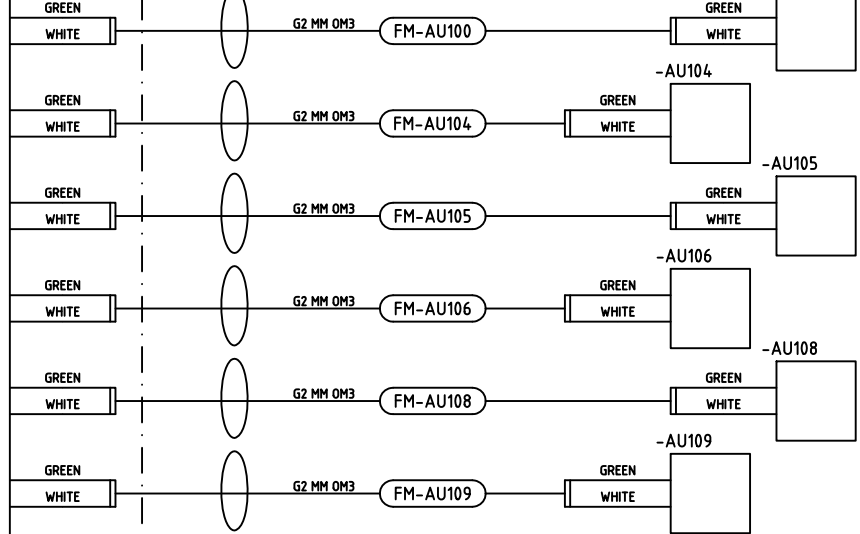 GREEN GREEN
WHITE G2 MM OM3 FM-AU100 WHITE
-AU104
GREEN GREEN
WHITE G2 MM OM3 FM-AU104 WHITE
-AU105
GREEN GREEN
WHITE G2 MM OM3 FM-AU105 WHITE
-AU106
GREEN GREEN
WHITE G2 MM OM3 FM-AU106 WHITE
-AU108
GREEN GREEN
WHITE G2 MM OM3 FM-AU108 WHITE
-AU109
GREEN GREEN
WHITE G2 MM OM3 FM-AU109 WHITE